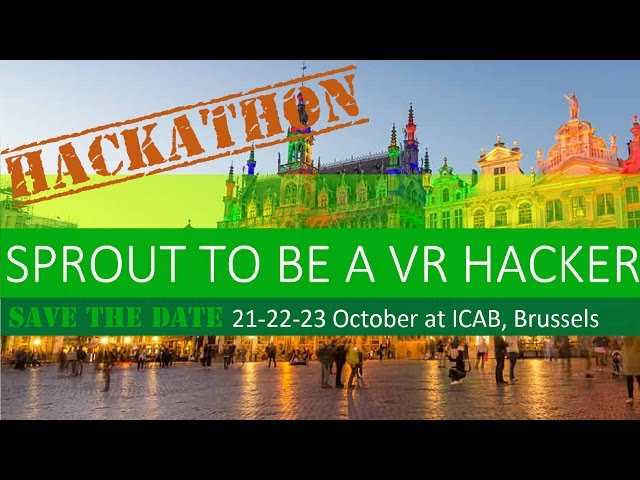 HACKATHON
SPROUT TO BE A VR HACKER
SAVE THE DATE 21-22-23 October at ICAB, Brussels